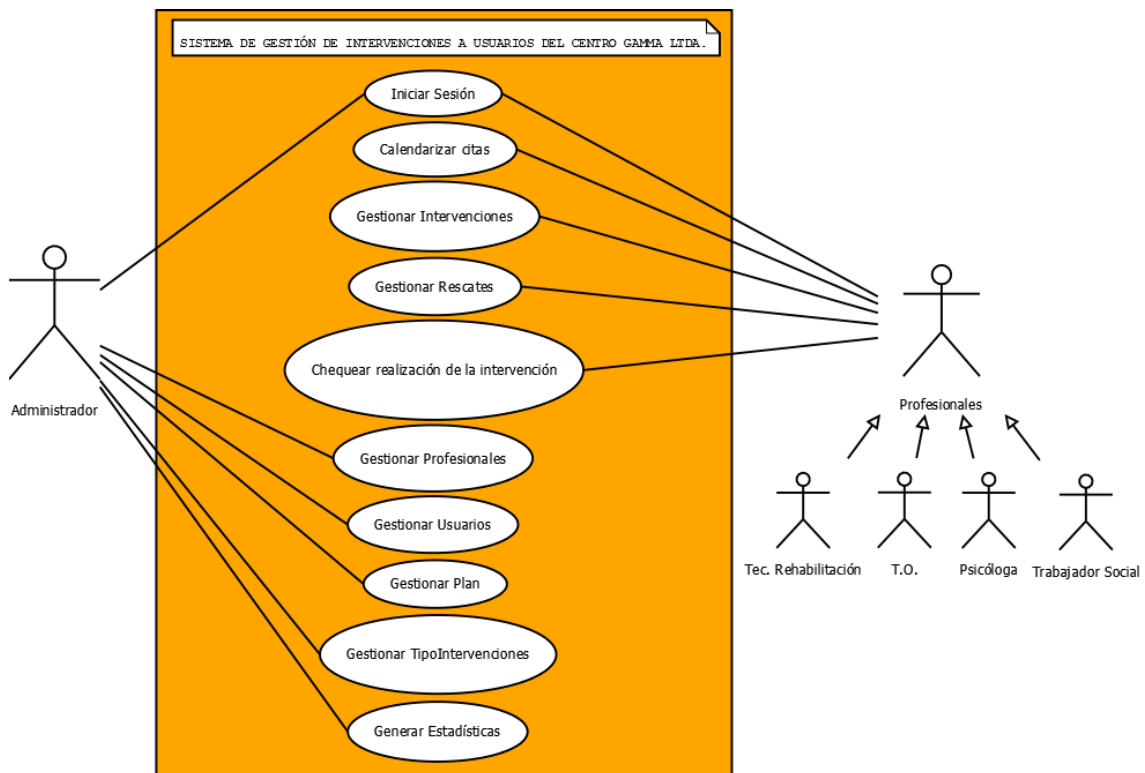 SISTEMA DE GESTIÓN DE INTERVENCIONES A USUARIOS DEL CENTRO GAMMA LTDA.
Iniciar Sesión
Calendarizar citas
Gestionar Intervenciones
Gestionar Rescates
Chequear realización de la intervención
Administrador
Profesionales
Gestionar Profesionales
Gestionar Usuarios
Tec. Rehabilitación
T.O.
Psicóloga
Trabajador Social
Gestionar Plan
Gestionar TipoIntervenciones
Generar Estadísticas